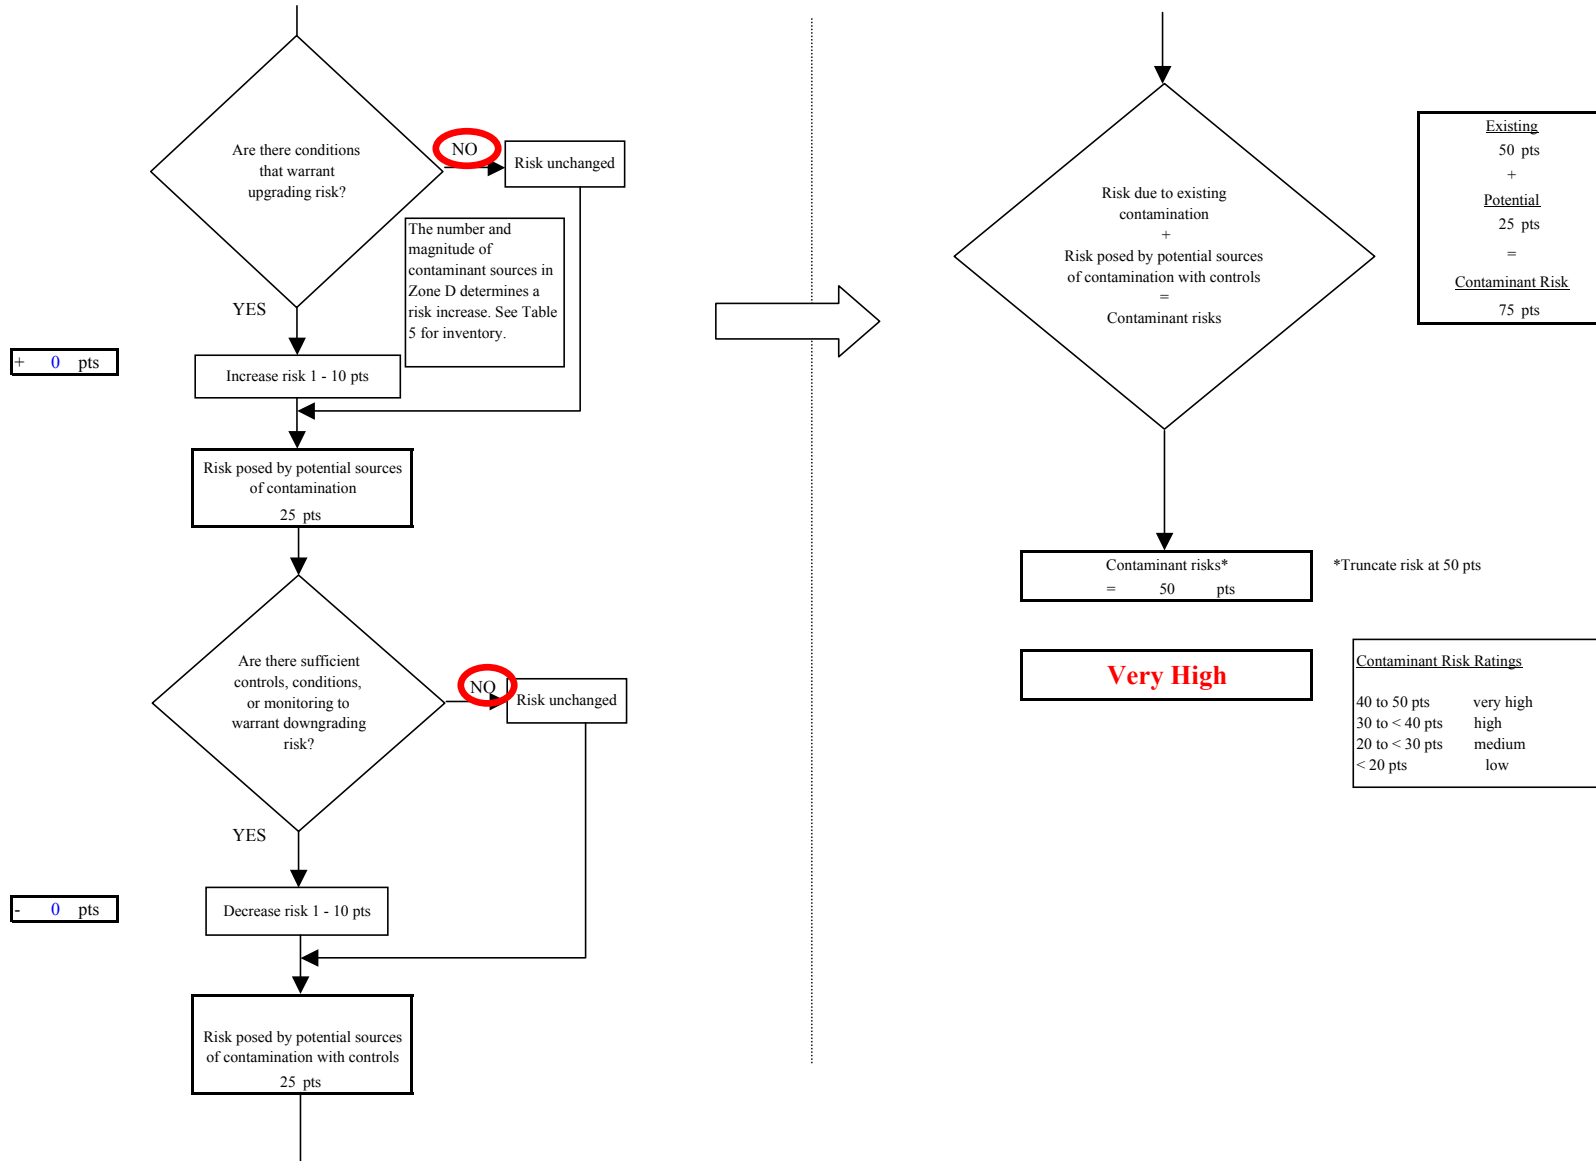 Are there conditions
that warrant
upgrading risk?
NO
Risk unchanged
The number and
magnitude of
contaminant sources in
Zone D determines a
risk increase. See Table
5 for inventory.
YES
+ 0 pts
Increase risk 1 - 10 pts
Risk posed by potential sources
of contamination
25 pts
Are there sufficient
controls, conditions,
or monitoring to
warrant downgrading
risk?
NO
Risk unchanged
YES
- 0 pts
Decrease risk 1 - 10 pts
Risk posed by potential sources
of contamination with controls
25 pts
Risk due to existing
contamination
+
Risk posed by potential sources
of contamination with controls
=
Contaminant risks
Existing
50 pts
+
Potential
25 pts
=
Contaminant Risk
75 pts
Contaminant risks*
= 50 pts
*Truncate risk at 50 pts
Very High
Contaminant Risk Ratings
40 to 50 pts very high
30 to < 40 pts high
20 to < 30 pts medium
< 20 pts low